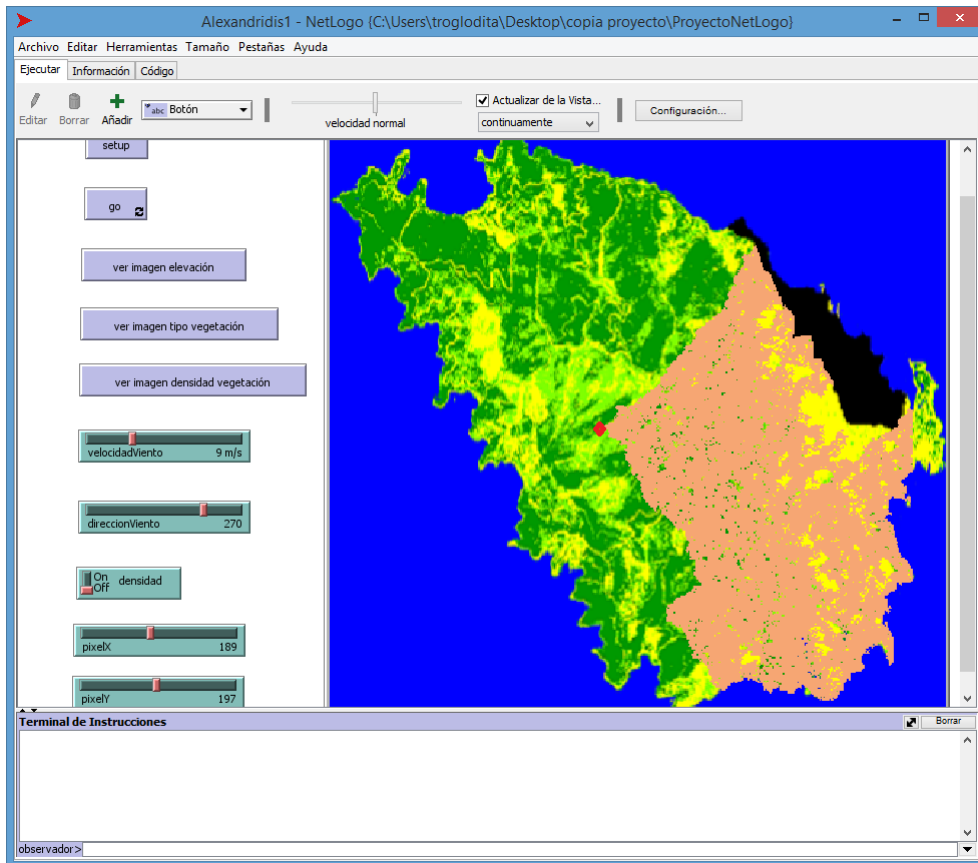 Alexandridis1 - NetLogo {C:\Users\troglodita\Desktop\copia proyecto\ProyectoNetLogo}
Archivo Editar Herramientas Tamaño Pestañas Ayuda
Ejecutar Información Código
Editar Borrar Añadir abc Botón velocidad normal Actualizar de la Vista... continuamente Configuración...
setup
go
ver imagen elevación
ver imagen tipo vegetación
ver imagen densidad vegetación
velocidadViento 9 m/s
direccionViento 270
On
Off densidad
pixelX 189
pixelY 197
Terminal de Instrucciones Borrar
observador>